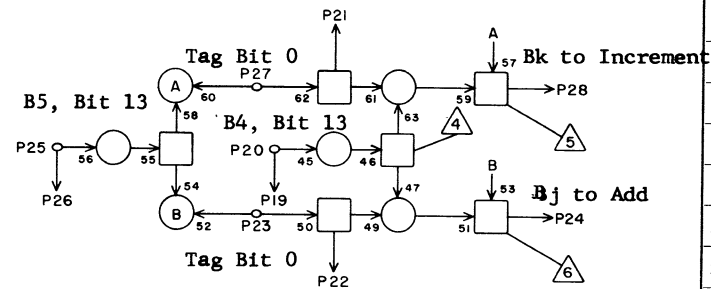 P21
Tag Bit 0
A
57
Bk to Increment
P27
A
60
62
61
59
P28
B5, Bit 13
58
B4, Bit 13
63
4
5
P25
56
55
P20
45
46
P26
54
P19
47
B
53
Bj to Add
B
52
P23
50
49
51
P24
Tag Bit 0
P22
6